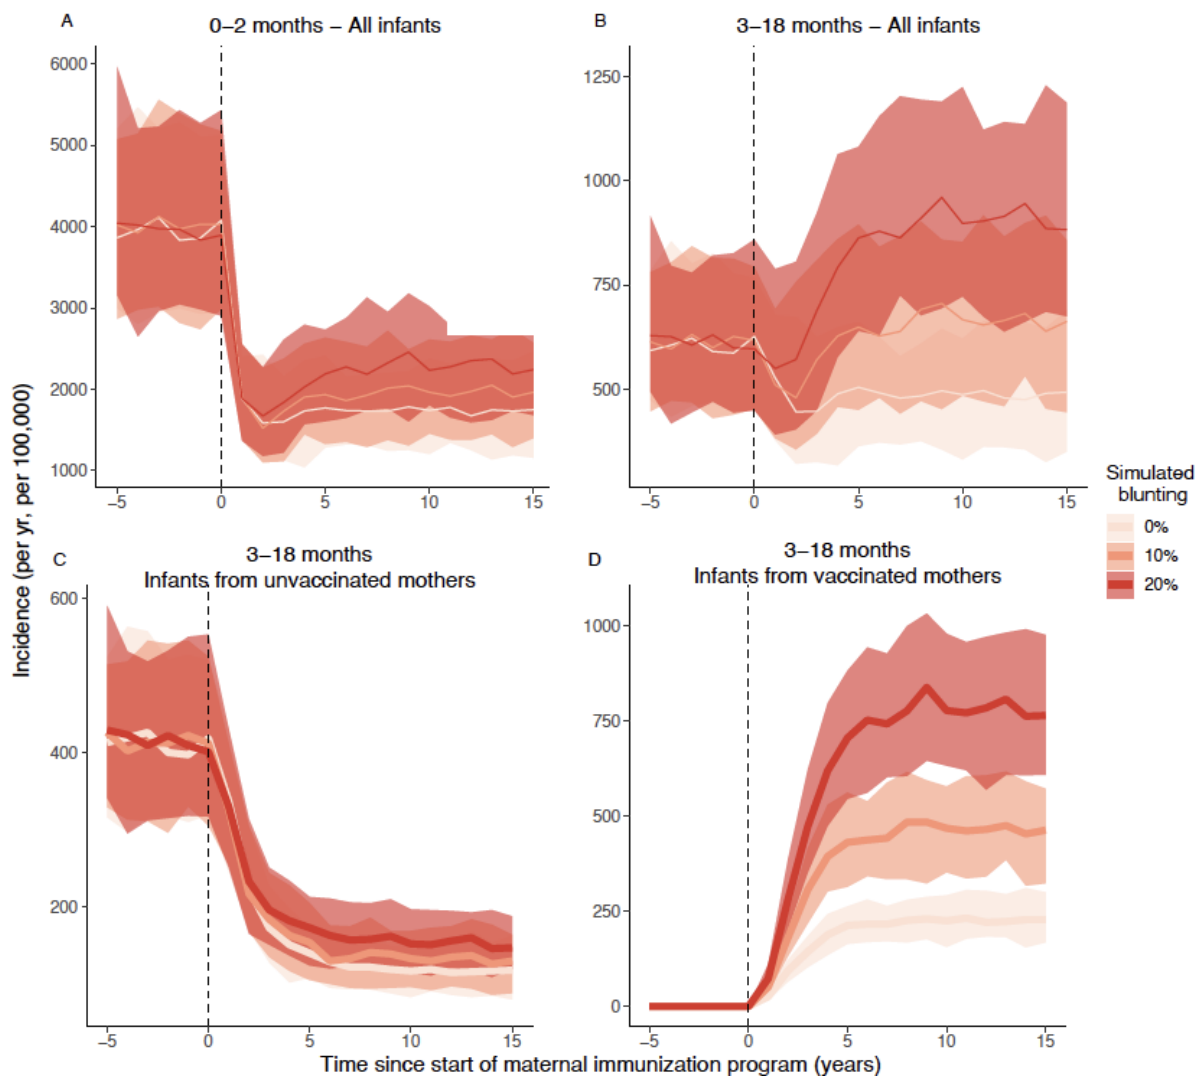 A
0–2 months – All infants
B
3–18 months – All infants
6000
5000
4000
3000
2000
1000
−5
0
5
10
15
1250
1000
750
500
−5
0
5
10
15
Incidence (per yr, per 100,000)
Simulated
blunting
0%
10%
20%
C
3–18 months
Infants from unvaccinated mothers
D
3–18 months
Infants from vaccinated mothers
600
400
200
−5
0
5
10
15
1000
750
500
250
0
−5
0
5
10
15
Time since start of maternal immunization program (years)